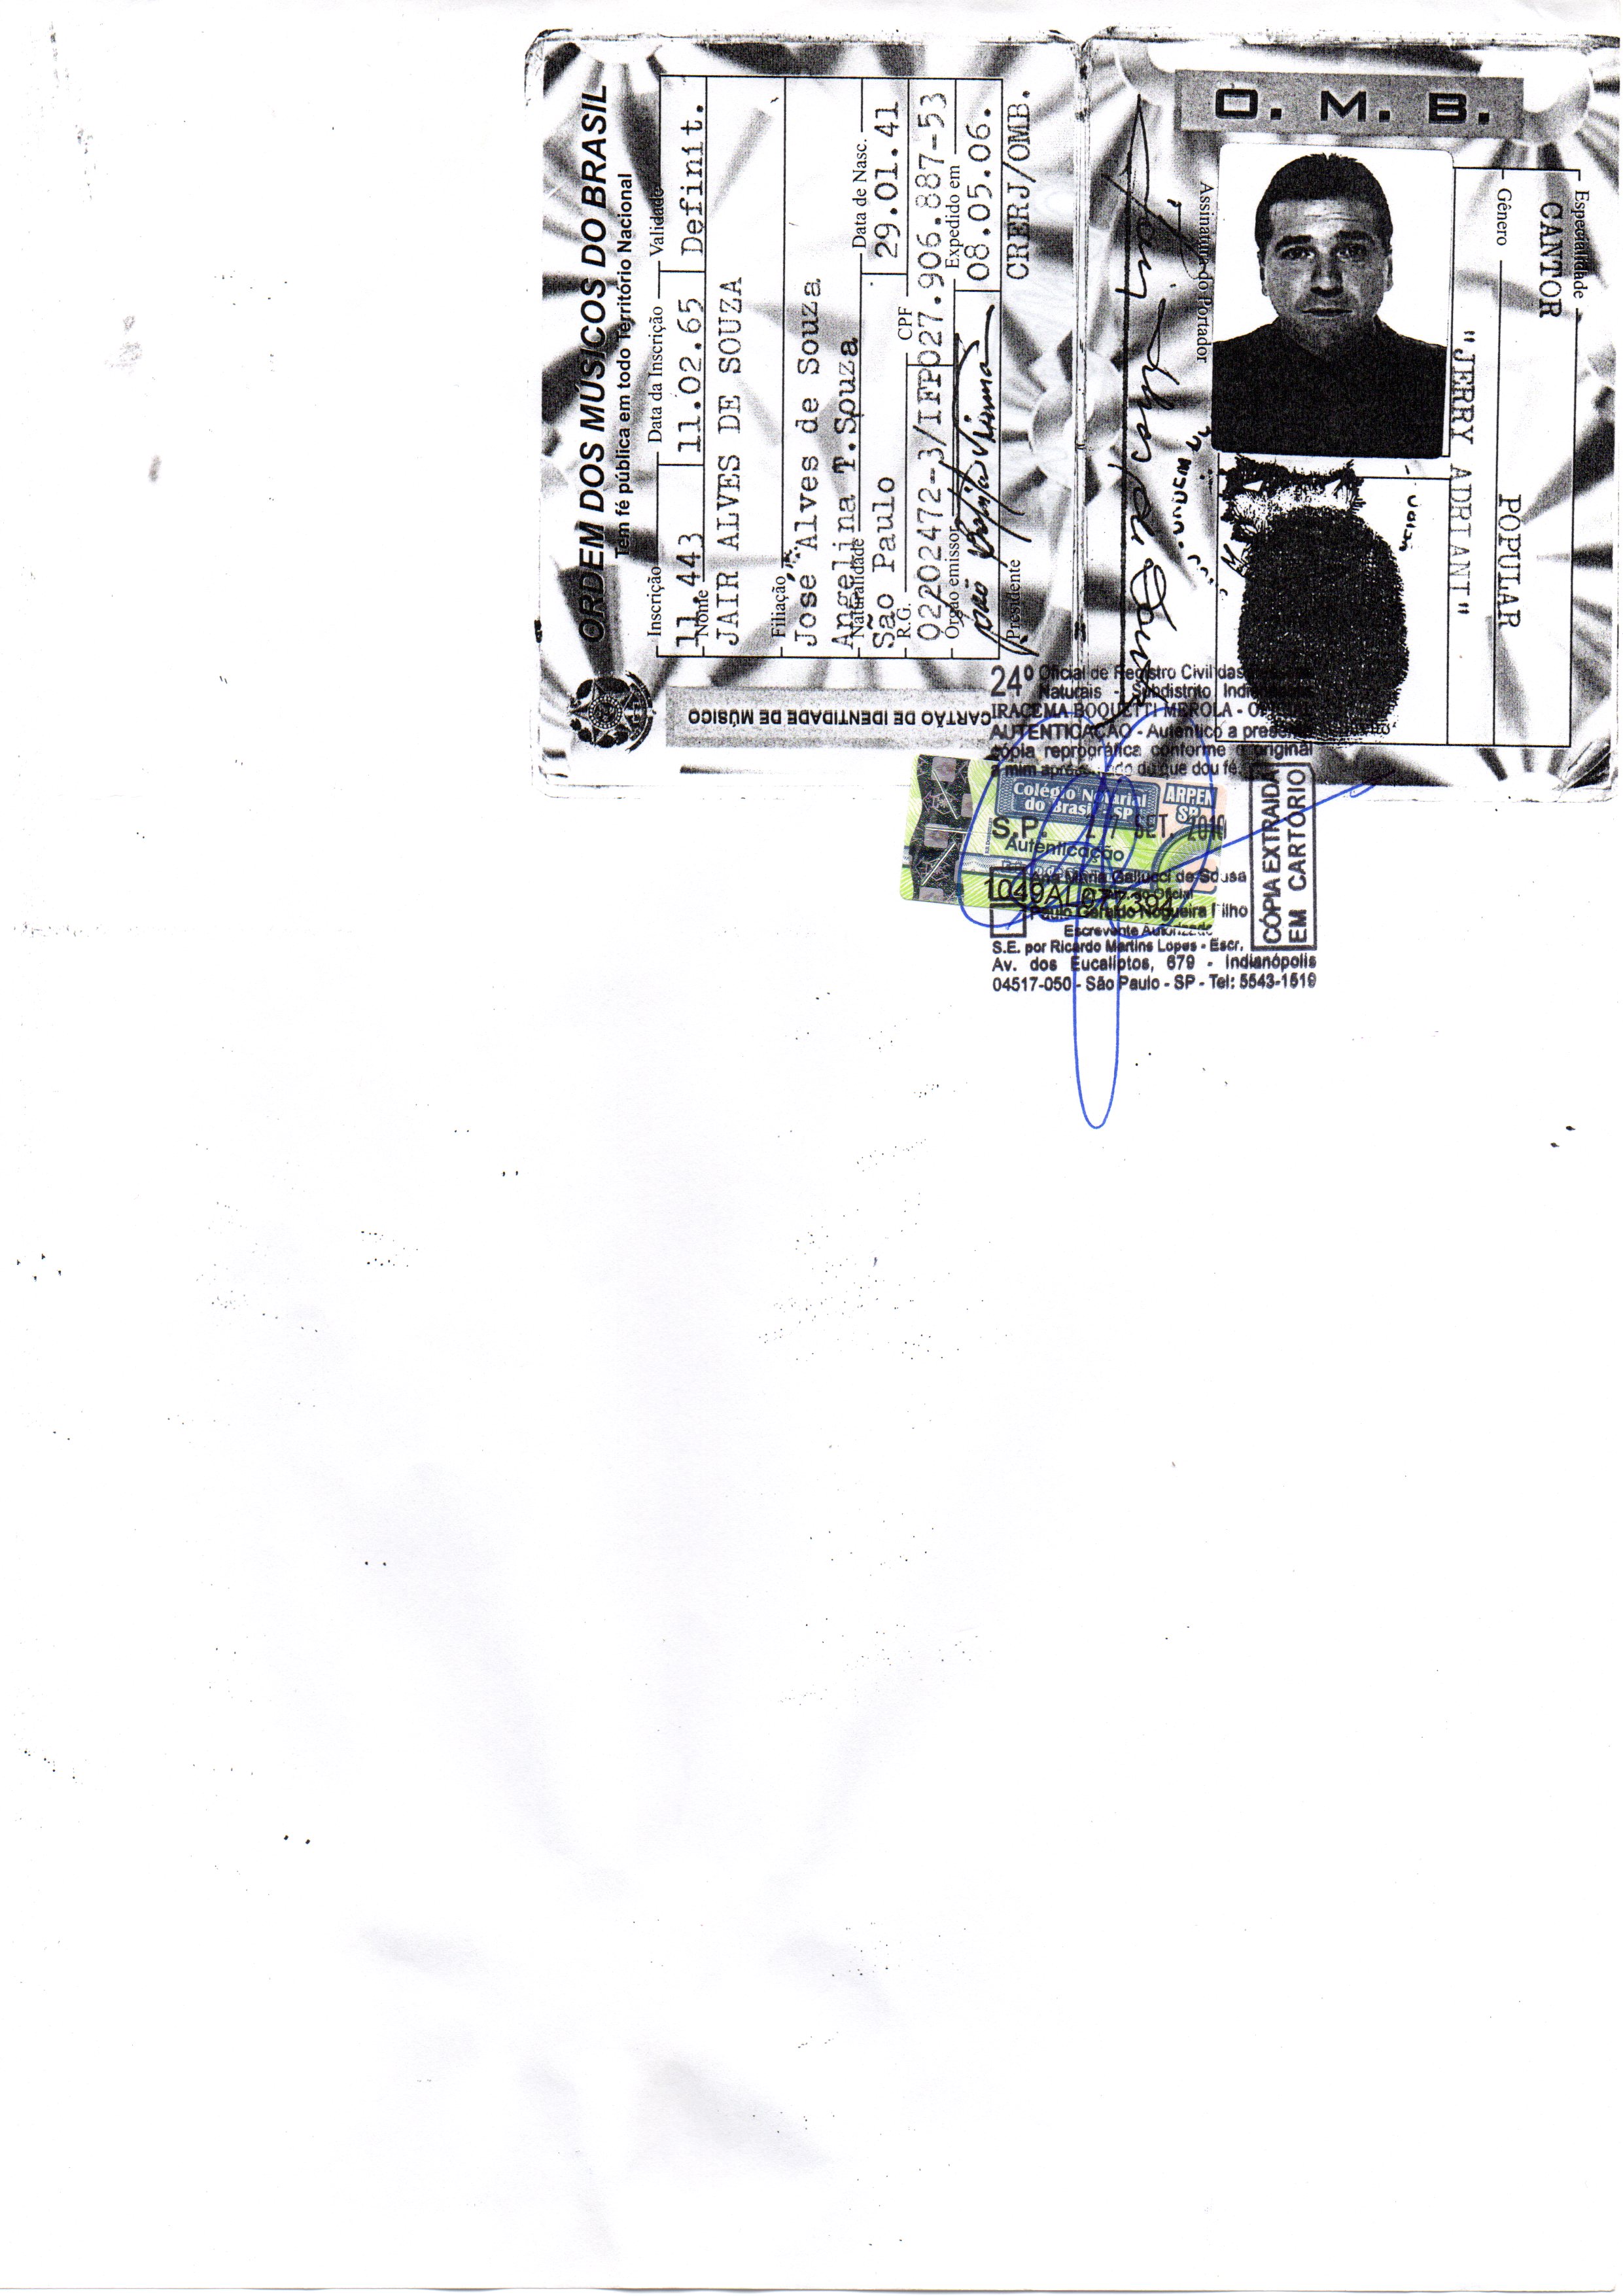 ORDEM DOS MÚSICOS DO BRASIL
Tem fé pública em todo Território Nacional
Inscrição Data da Inscrição Validade
11.443 11.02.65 Definit.
Nome
JAIR ALVES DE SOUZA
Filiação
Jose Alves de Souza
Angelina T.Souza
Naturalidade Data de Nasc.
São Paulo 29.01.41
R.G. CPF
02202472-3/IFP 027.906.887-53
Órgão emissor Expedido em
08.05.06.
Presidente CRERJ/OMB.
CARTÃO DE IDENTIDADE DE MÚSICO
O. M. B.
Especialidade
CANTOR
Gênero
POPULAR
"JERRY ADRIANI"
Assinatura do Portador
Jair Alves de Souza
24º Oficial de Registro Civil das
Naturais - Subdistrito
IRACEMA BOQUETTI MEROLA -
AUTENTICAÇÃO - Autentico a presente
cópia reprográfica conforme o original
a mim do que dou fé
Colégio Notarial
do Brasil - SP
ARPEN
SP
S.P. 27 SET. 2010
Autenticação
Ana Maria Gallucci de Sousa
Oficial
Paulo Geraldo Nogueira Filho
Escrevente Autorizado
S.E. por Ricardo Martins Lopes - Escr.
Av. dos Eucaliptos, 679 - Indianópolis
04517-050 - São Paulo - SP - Tel: 5543-1519
CÓPIA EXTRAIDA
EM CARTÓRIO